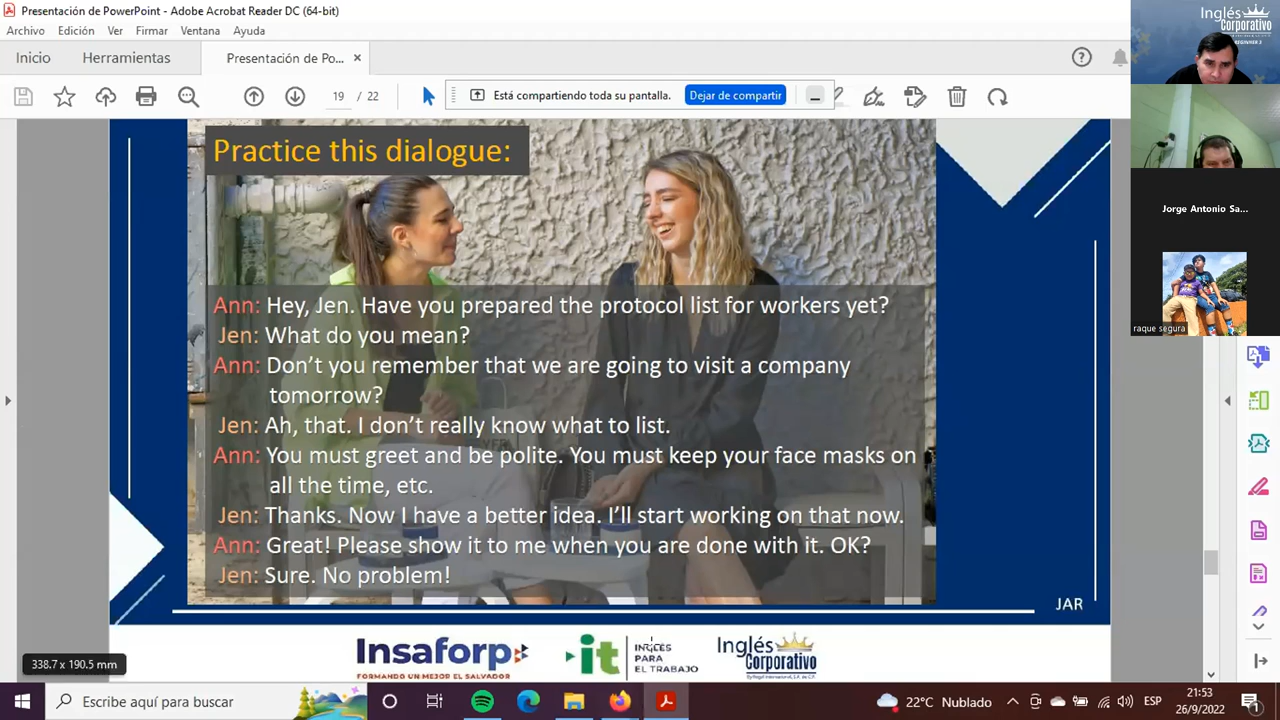 Presentación de PowerPoint - Adobe Acrobat Reader DC (64-bit)
Archivo Edición Ver Firmar Ventana Ayuda
Inicio Herramientas Presentación de Po...
19 / 22
Está compartiendo toda su pantalla. Dejar de compartir
Inglés
Corporativo
BEGINNER 2
Jorge Antonio Sa...
raque segura
Practice this dialogue:
Ann: Hey, Jen. Have you prepared the protocol list for workers yet?
Jen: What do you mean?
Ann: Don't you remember that we are going to visit a company
tomorrow?
Jen: Ah, that. I don't really know what to list.
Ann: You must greet and be polite. You must keep your face masks on
all the time, etc.
Jen: Thanks. Now I have a better idea. I'll start working on that now.
Ann: Great! Please show it to me when you are done with it. OK?
Jen: Sure. No problem!
JAR
Insaforp
FORMANDO UN MEJOR EL SALVADOR
it
INGLÉS
PARA
EL TRABAJO
Inglés
Corporativo
338.7 x 190.5 mm
Escribe aquí para buscar
22°C Nublado
ESP
21:53
26/9/2022
1